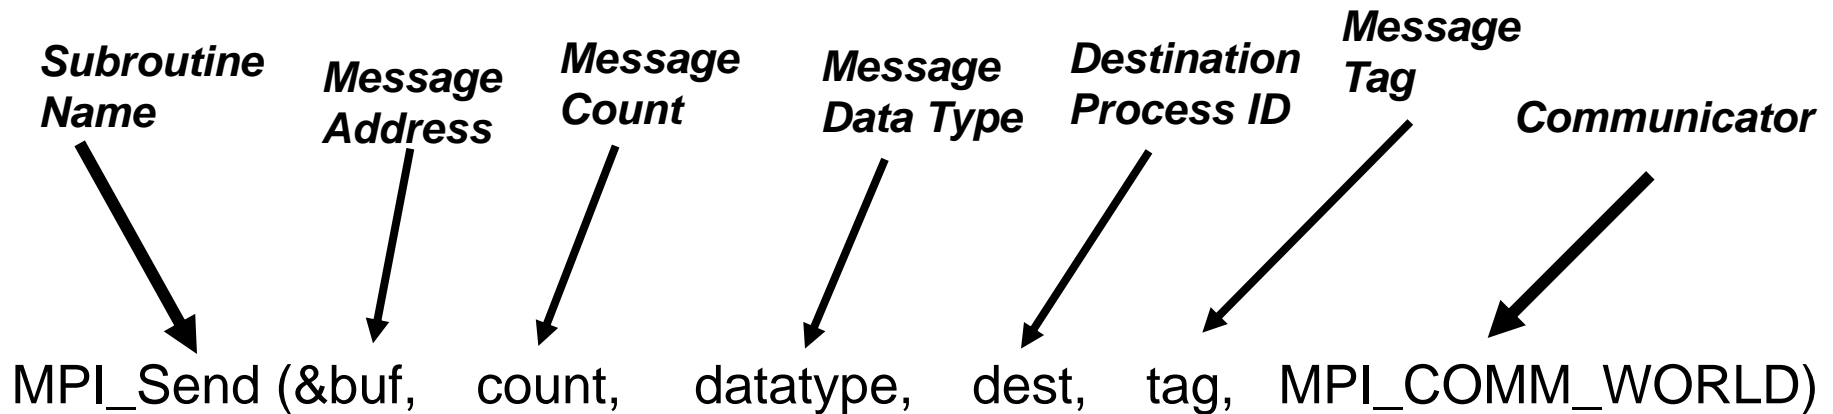 Subroutine
Name
Message
Address
Message
Count
Message
Data Type
Destination
Process ID
Message
Tag
Communicator
MPI_Send (&buf, count, datatype, dest, tag, MPI_COMM_WORLD)